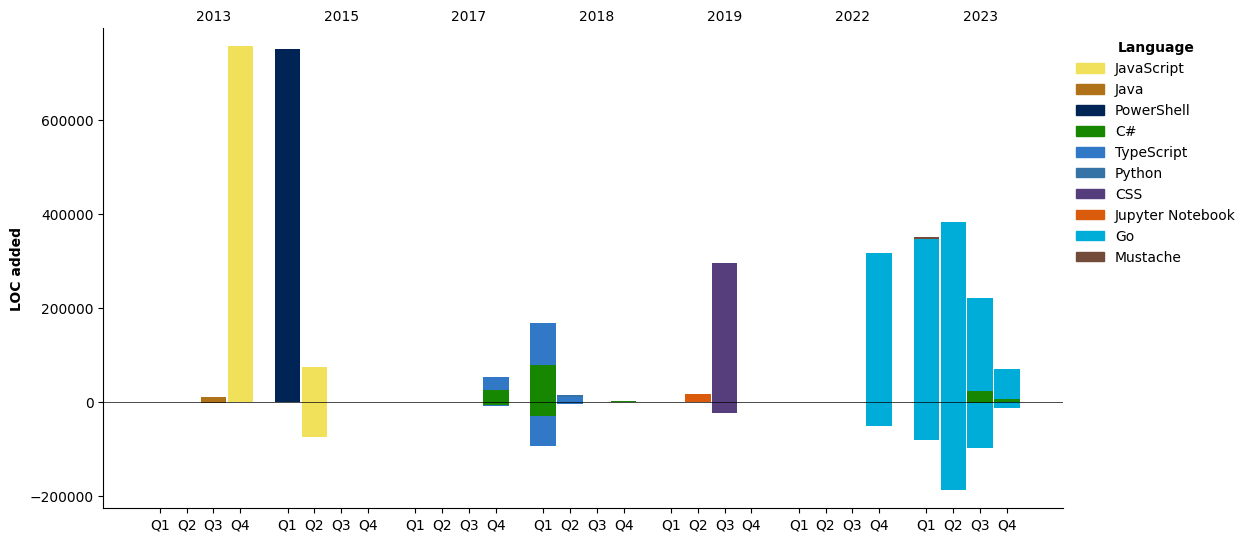 2013 2015 2017 2018 2019 2022 2023
Language
JavaScript
Java
PowerShell
C#
TypeScript
Python
CSS
Jupyter Notebook
Go
Mustache
LOC added
600000
400000
200000
0
−200000
Q1 Q2 Q3 Q4 Q1 Q2 Q3 Q4 Q1 Q2 Q3 Q4 Q1 Q2 Q3 Q4 Q1 Q2 Q3 Q4 Q1 Q2 Q3 Q4 Q1 Q2 Q3 Q4